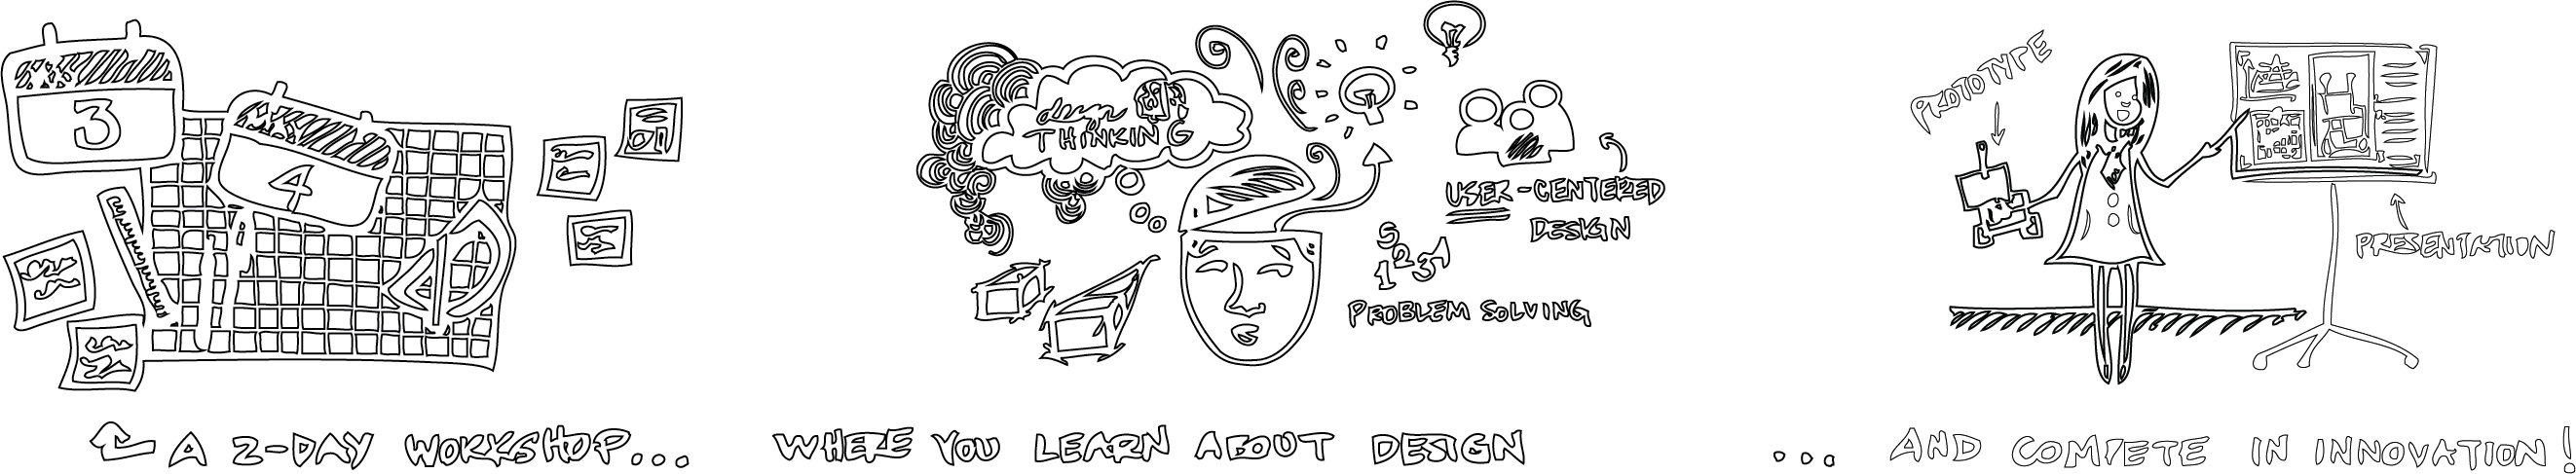 3
4
design
THINKING
USER-CENTERED
DESIGN
5
1 2 3
PROBLEM SOLVING
PROTOTYPE
PRESENTATION
A 2-DAY WORKSHOP...
WHERE YOU LEARN ABOUT DESIGN
... AND COMPETE IN INNOVATION!